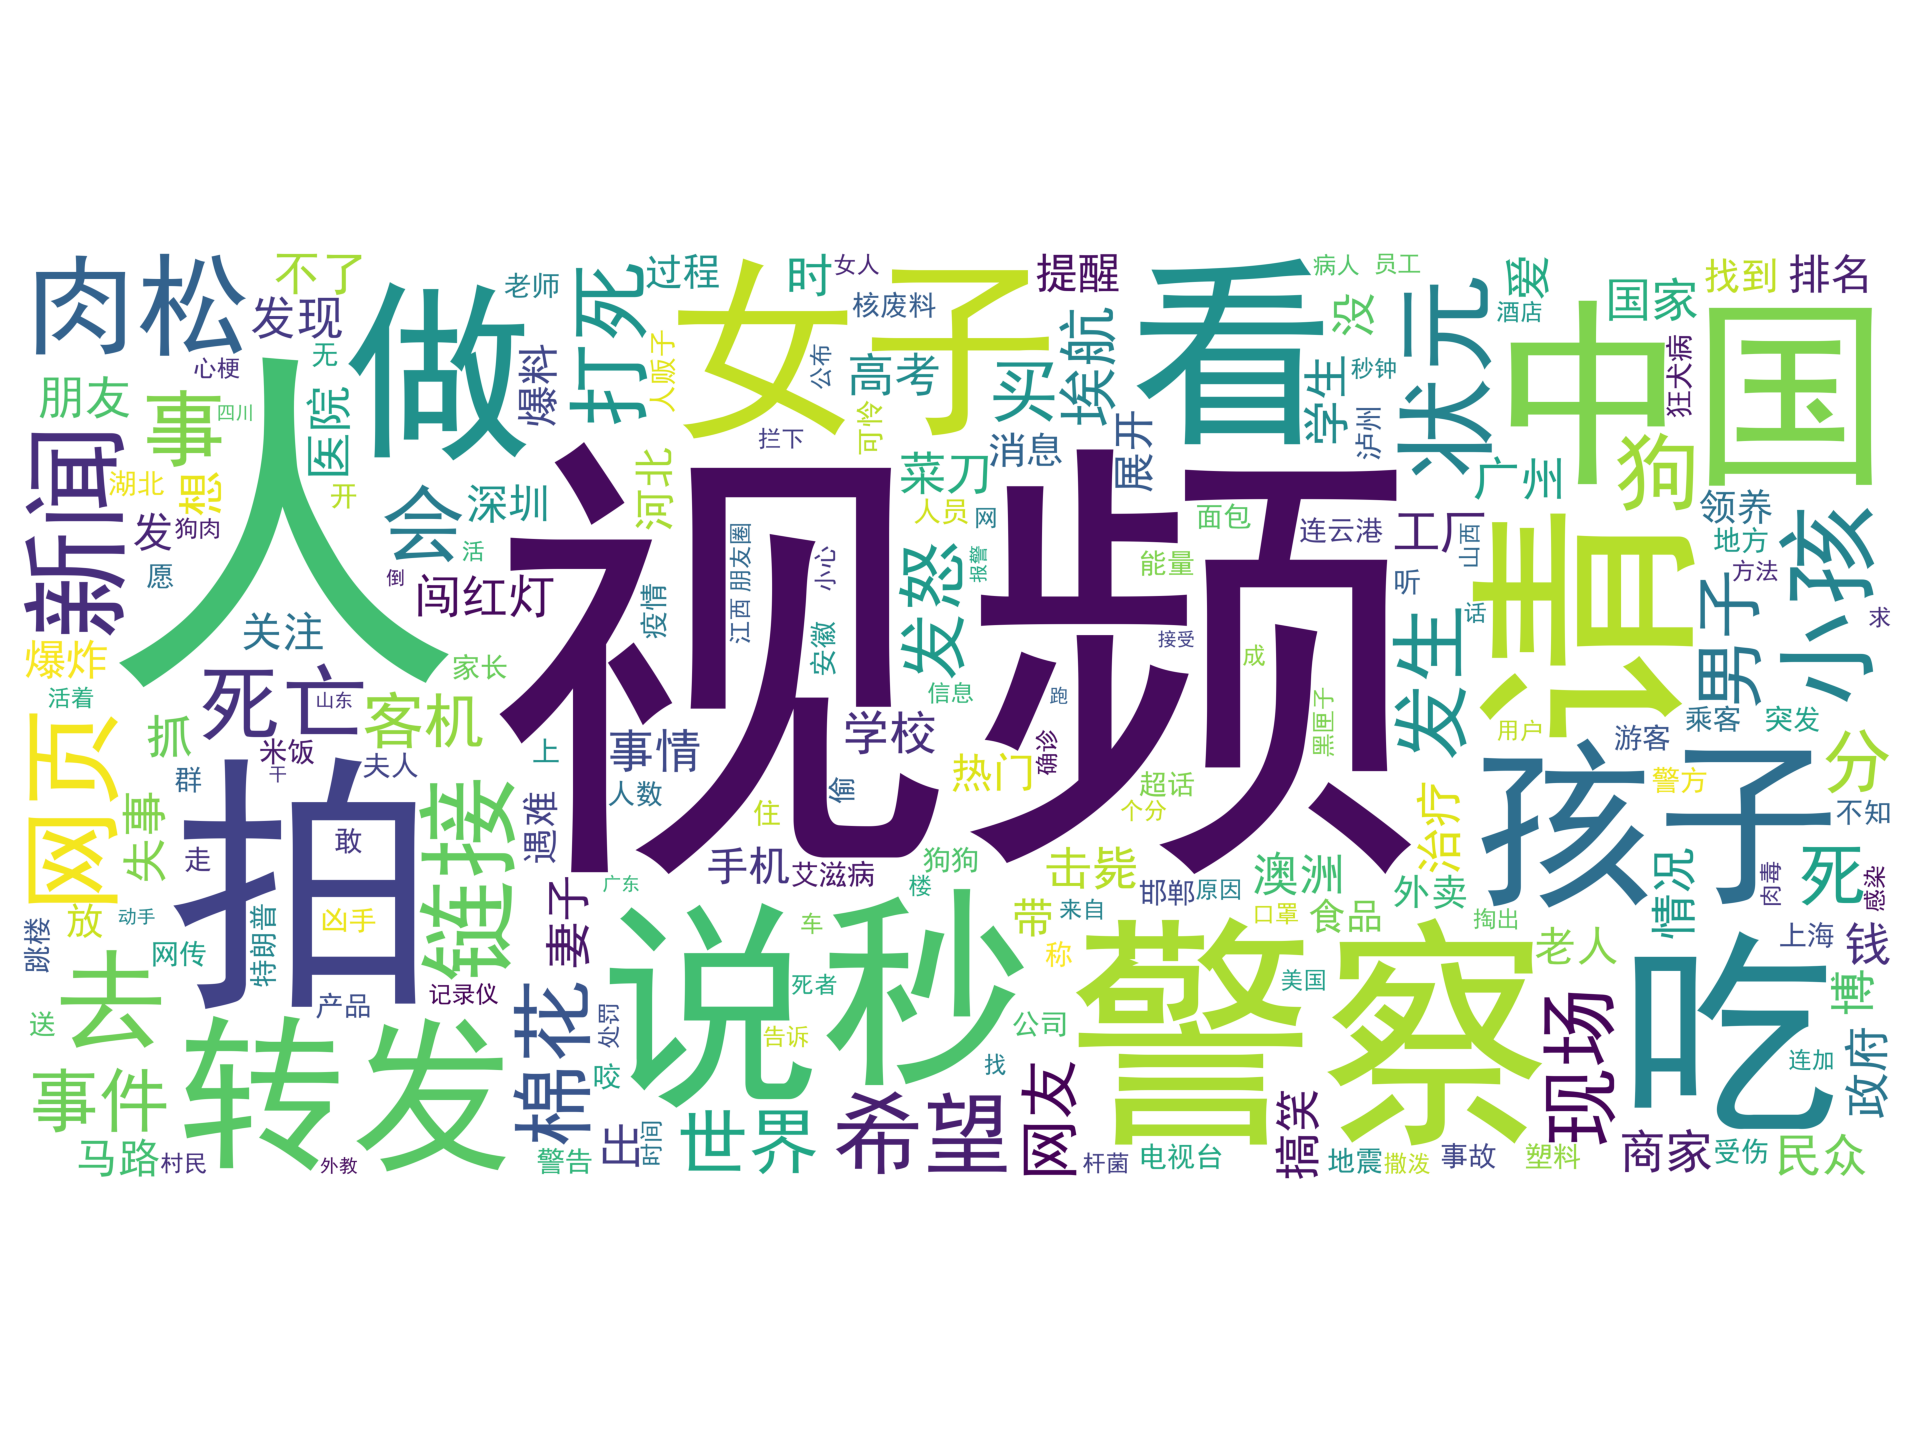 肉松
不了
发现
心梗
无
朋友
事
四川
医院
做
老师
爆料
打死
过程
人贩子
女子
时
女人
核废料
公布
高考
可怜
拦下
提醒
买
埃航
消息
展开
看
病人
员工
没
学生
秒钟
泸州
状元
爱
酒店
国家
找到
排名
狂犬病
中国
新闻
湖北
想
发
狗肉
愿
开
人
会
深圳
活
倒
闯红灯
河北
疫情
视频
江西
朋友圈
小心
安徽
菜刀
人员
网
报警
发怒
信息
面包
能量
接受
连云港
工厂
山西
听
话
成
广州
狗
领养
地方
方法
小孩
求
请
男子
发生
关注
爆炸
活着
死亡
山东
家长
客机
抓
米饭
干
夫人
群
网页
失事
走
敢
拍
链接
遇难
上
事情
人数
住
偷
学校
热门
确诊
跑
超话
个分
黑匣子
用户
游客
乘客
突发
警方
分
不知
孩子
治疗
手机
艾滋病
狗狗
楼
击毙
邯郸
原因
澳洲
外卖
情况
死
肉毒
感染
跳楼
放
动手
网传
特朗普
凶手
妻子
广东
车
死者
说
秒
带
来自
称
口罩
食品
美国
掏出
老人
上海
钱
去
送
产品
记录仪
棉花
处罚
告诉
公司
找
警察
现场
吃
博
连加
政府
事件
转发
咬
马路
村民
外教
警告
出
时间
世界
希望
网友
杆菌
电视台
搞笑
地震
撒泼
事故
塑料
商家
受伤
民众